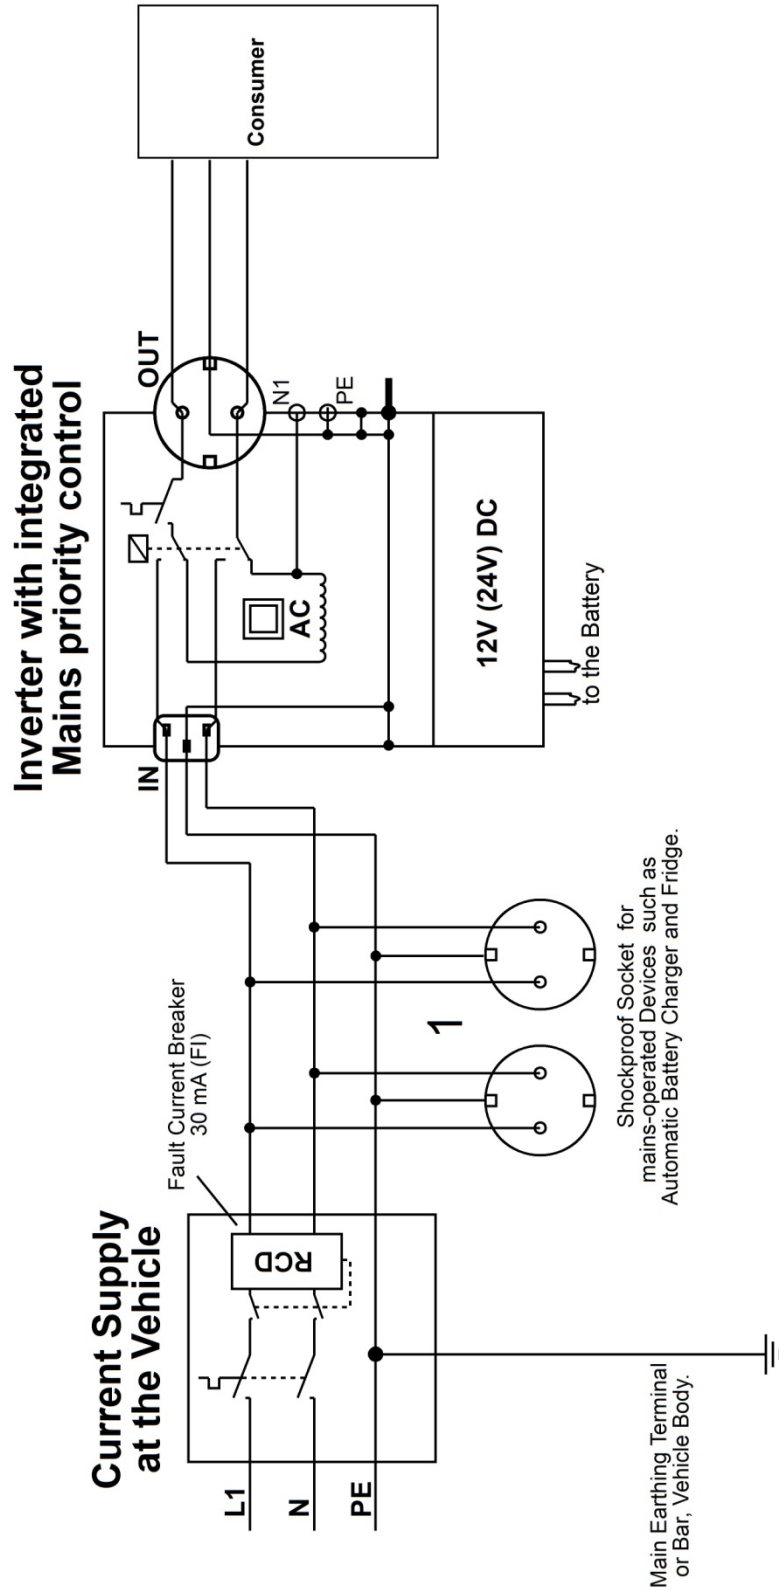 Inverter with integrated
Mains priority control
Current Supply
at the Vehicle
Fault Current Breaker
30 mA (FI)
RCD
L1
N
PE
Main Earthing Terminal
or Bar, Vehicle Body.
1
Shockproof Socket for
mains-operated Devices such as
Automatic Battery Charger and Fridge.
IN
AC
OUT
N1
PE
12V (24V) DC
to the Battery
Consumer